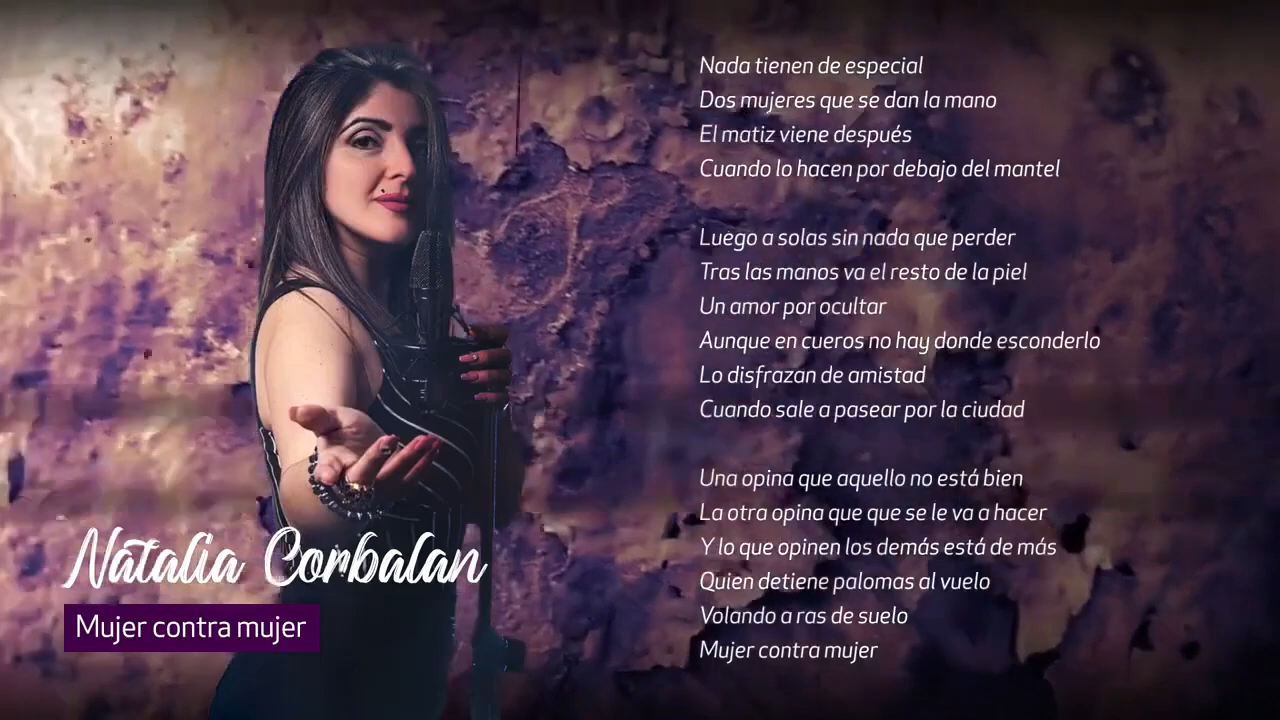 Nada tienen de especial
Dos mujeres que se dan la mano
El matiz viene después
Cuando lo hacen por debajo del mantel
Luego a solas sin nada que perder
Tras las manos va el resto de la piel
Un amor por ocultar
Aunque en cueros no hay donde esconderlo
Lo disfrazan de amistad
Cuando sale a pasear por la ciudad
Una opina que aquello no está bien
La otra opina que que se le va a hacer
Y lo que opinen los demás está de más
Quien detiene palomas al vuelo
Volando a ras de suelo
Mujer contra mujer
Natalia Corbalan
Mujer contra mujer